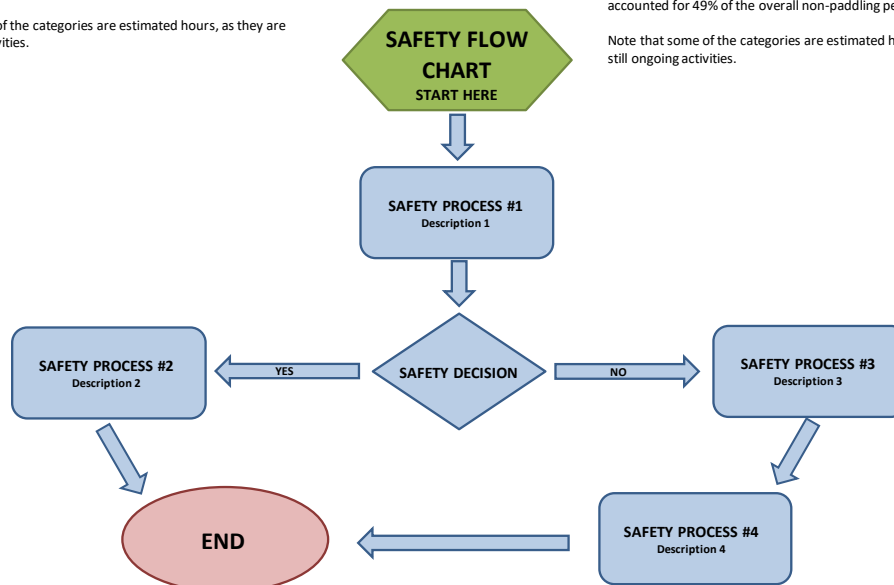 of the categories are estimated hours, as they are
vities.
accounted for 49% of the overall non-paddling pe
Note that some of the categories are estimated h
still ongoing activities.
SAFETY FLOW
CHART
START HERE
SAFETY PROCESS #1
Description 1
SAFETY PROCESS #2
Description 2
YES
SAFETY DECISION
NO
SAFETY PROCESS #3
Description 3
END
SAFETY PROCESS #4
Description 4